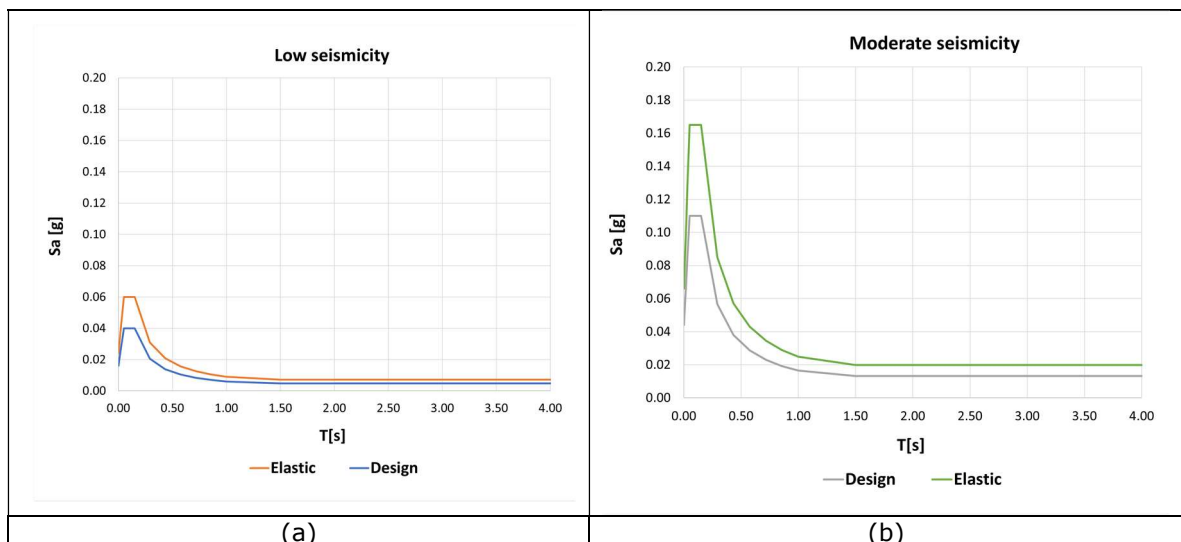 Low seismicity
0.20
0.18
0.16
0.14
0.12
0.10
0.08
0.06
0.04
0.02
0.00
Sa [g]
0.00 0.50 1.00 1.50 2.00 2.50 3.00 3.50 4.00
T[s]
Elastic Design
(a)
Moderate seismicity
0.20
0.18
0.16
0.14
0.12
0.10
0.08
0.06
0.04
0.02
0.00
Sa [g]
0.00 0.50 1.00 1.50 2.00 2.50 3.00 3.50 4.00
T[s]
Design Elastic
(b)